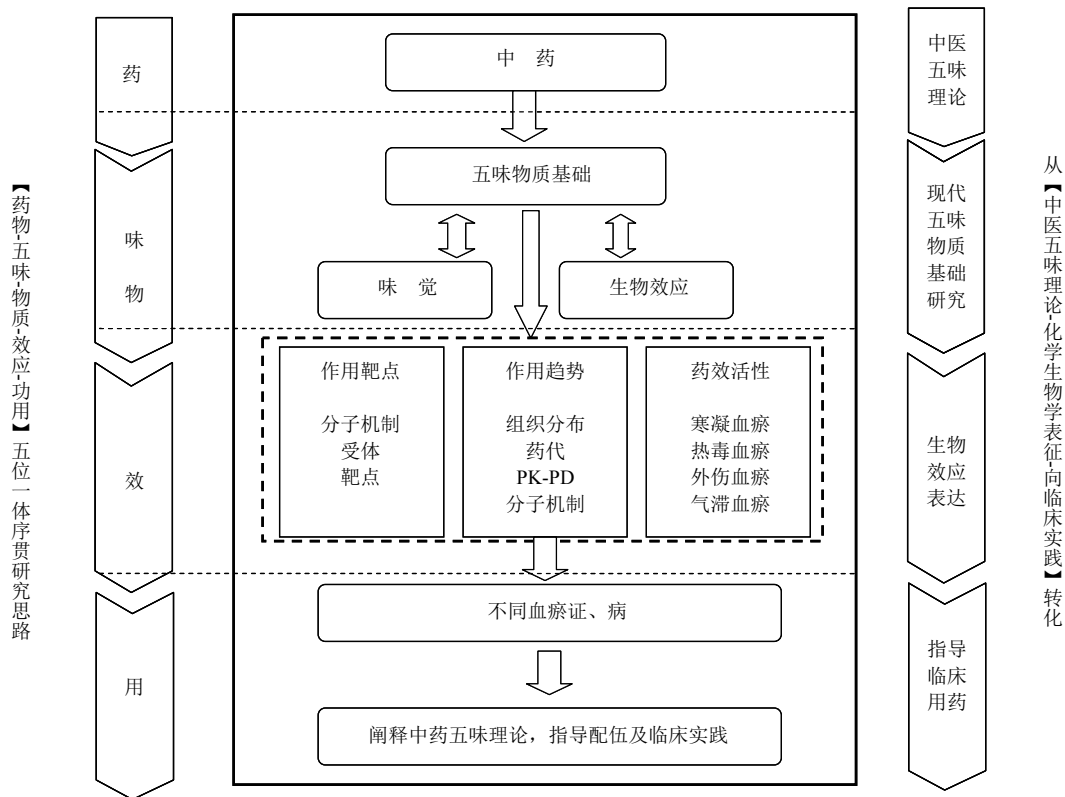 【药物-五味-物质-效应-功用】五位一体序贯研究思路
药
味
物
效
用
中 药
五味物质基础
味 觉
生物效应
作用靶点
分子机制
受体
靶点
作用趋势
组织分布
药代
PK-PD
分子机制
药效活性
寒凝血瘀
热毒血瘀
外伤血瘀
气滞血瘀
不同血瘀证、病
阐释中药五味理论，指导配伍及临床实践
中医
五味
理论
现代
五味
物质
基础
研究
生物
效应
表达
指导
临床
用药
从【中医五味理论-化学生物学表征-向临床实践】转化